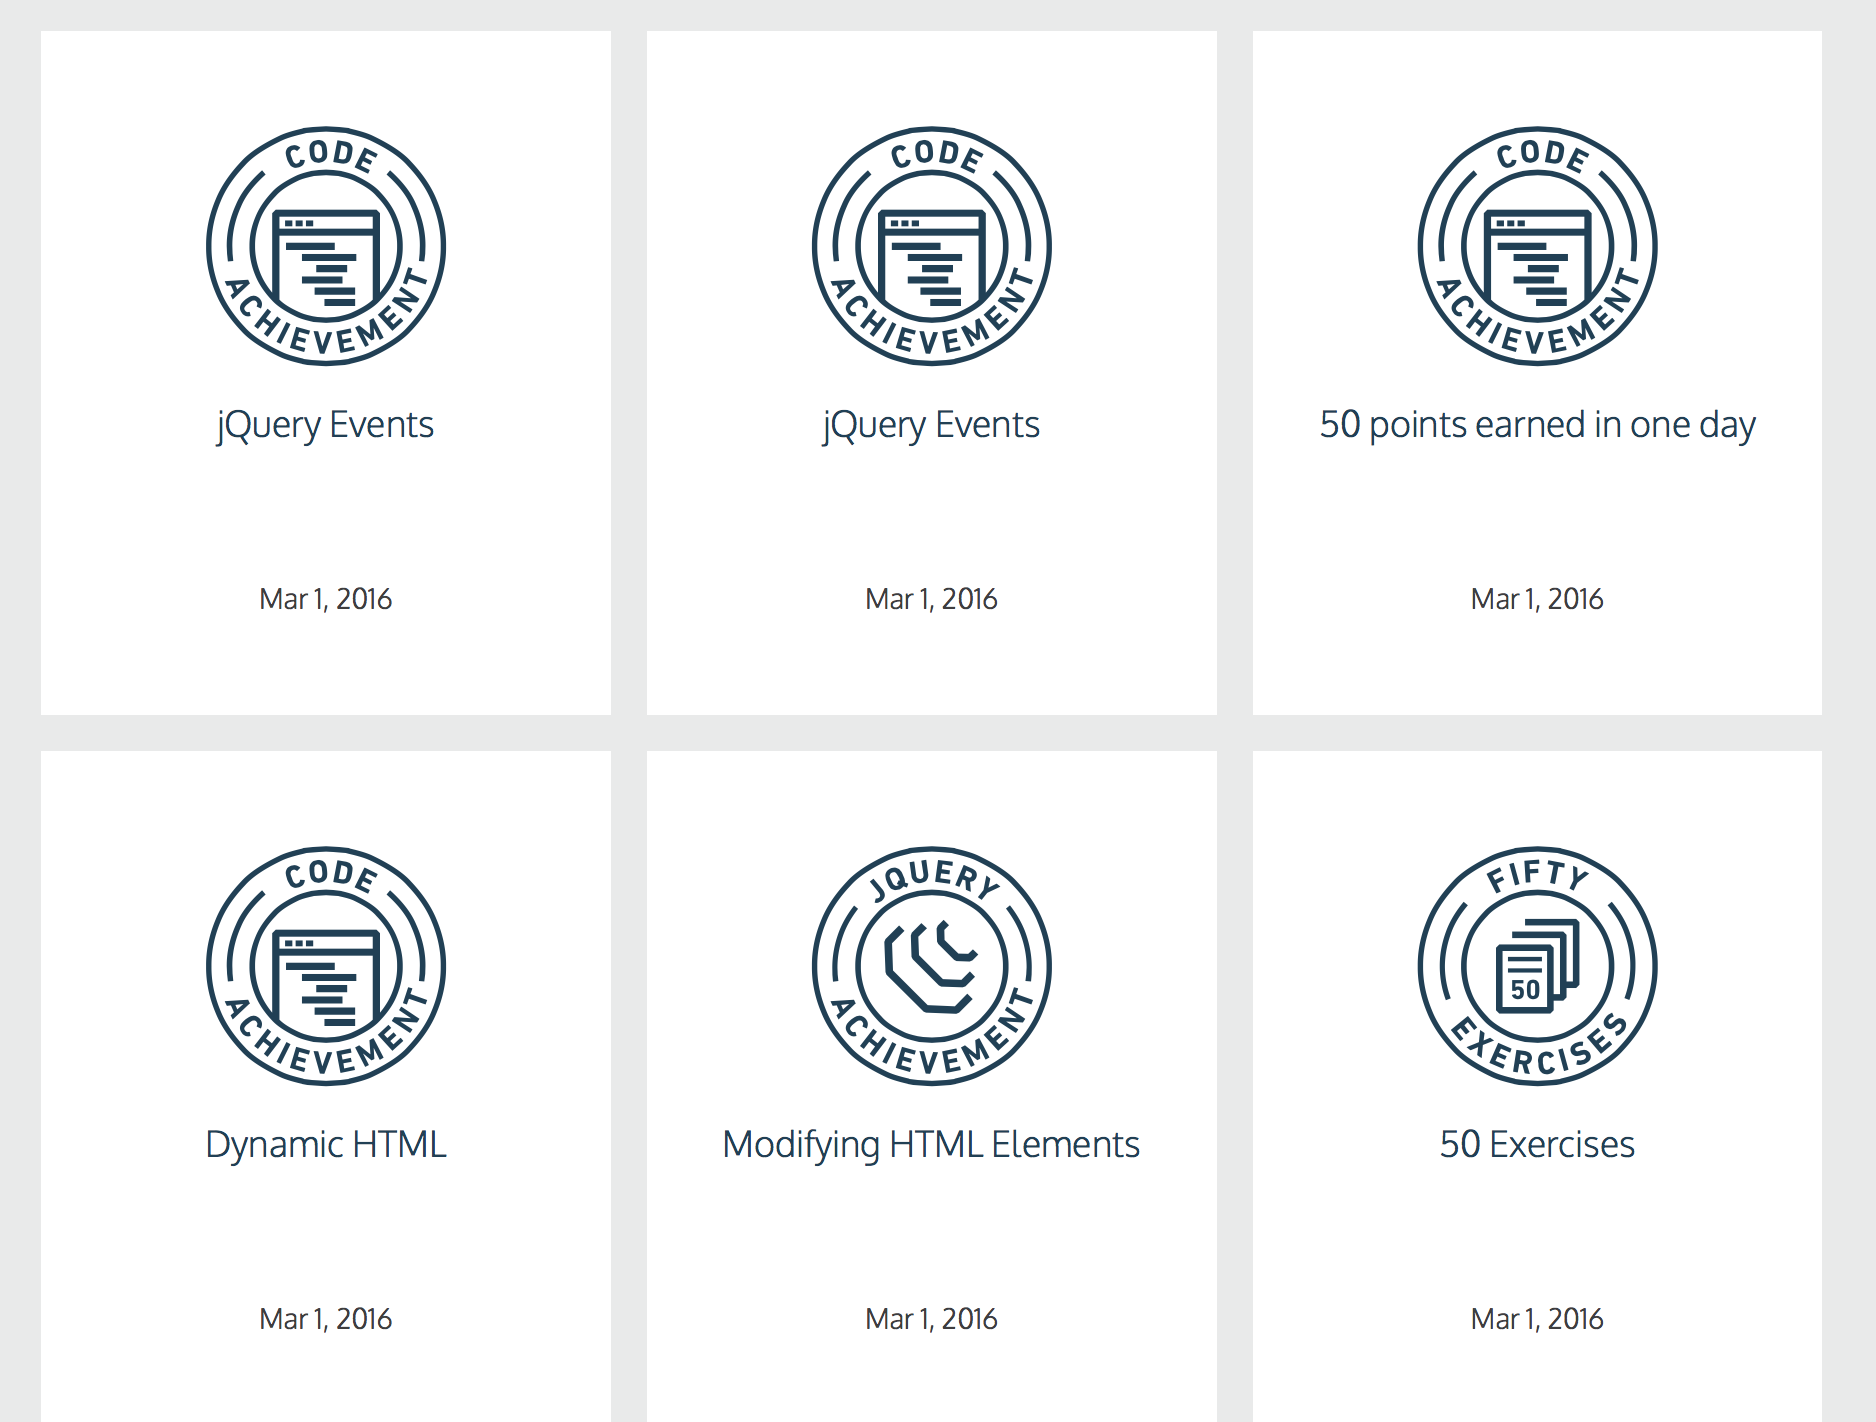 CODE
ACHIEVEMENT
jQuery Events
Mar 1, 2016
CODE
ACHIEVEMENT
jQuery Events
Mar 1, 2016
CODE
ACHIEVEMENT
50 points earned in one day
Mar 1, 2016
CODE
ACHIEVEMENT
Dynamic HTML
Mar 1, 2016
JQUERY
ACHIEVEMENT
Modifying HTML Elements
Mar 1, 2016
FIFTY
50
EXERCISES
50 Exercises
Mar 1, 2016